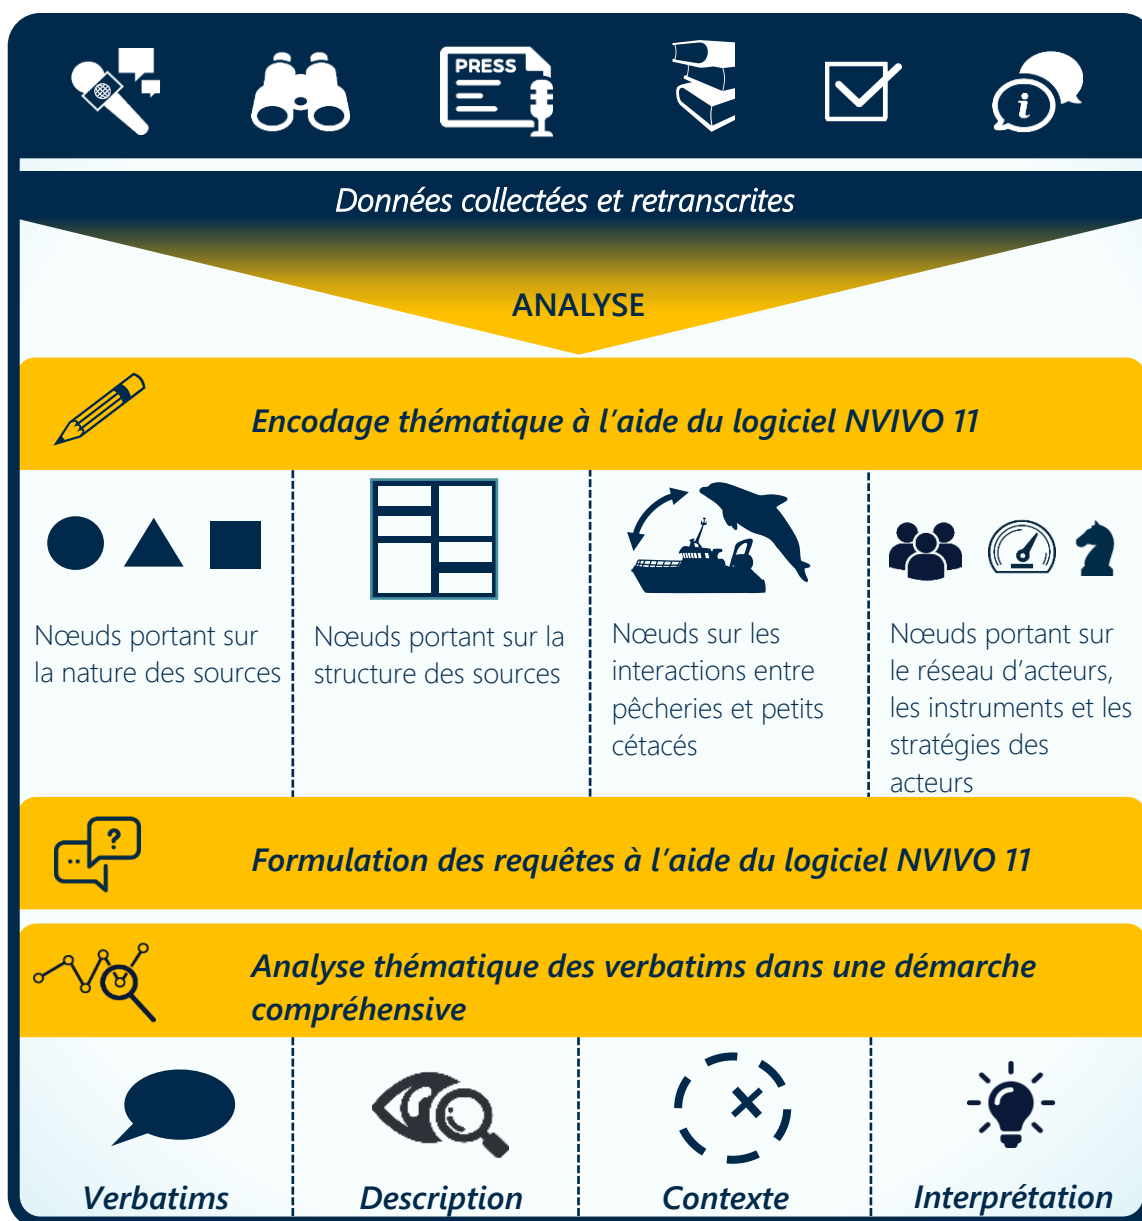 PRESS
i
Données collectées et retranscrites
ANALYSE
Encodage thématique à l'aide du logiciel NVIVO 11
Nœuds portant sur
la nature des sources
Nœuds portant sur la
structure des sources
Nœuds sur les
interactions entre
pêcheries et petits
cétacés
Nœuds portant sur
le réseau d'acteurs,
les instruments et les
stratégies des
acteurs
?
Formulation des requêtes à l'aide du logiciel NVIVO 11
Analyse thématique des verbatims dans une démarche
compréhensive
Verbatims
Description
Contexte
Interprétation